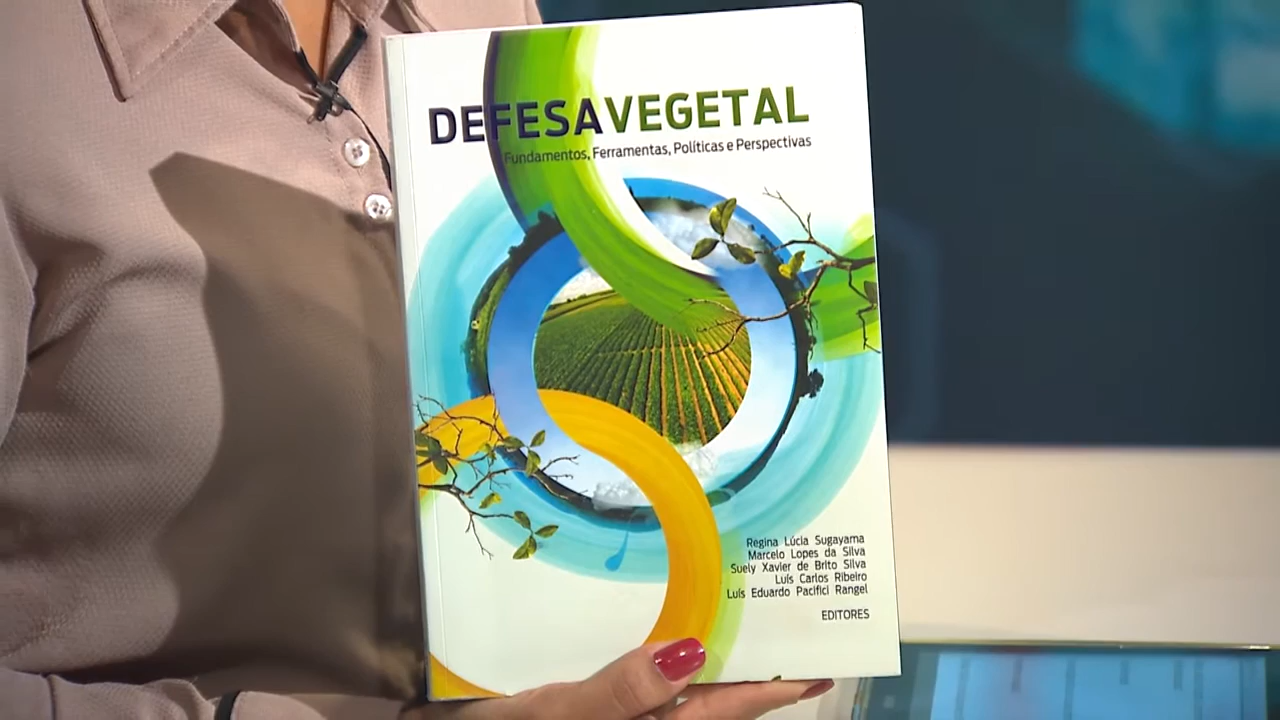 DEFESAVEGETAL
Fundamentos, Ferramentas, Políticas e Perspectivas
Regina Lúcia Sugayama
Marcelo Lopes da Silva
Suely Xavier de Brito Silva
Luís Carlos Ribeiro
Luís Eduardo Pacifici Rangel
EDITORES